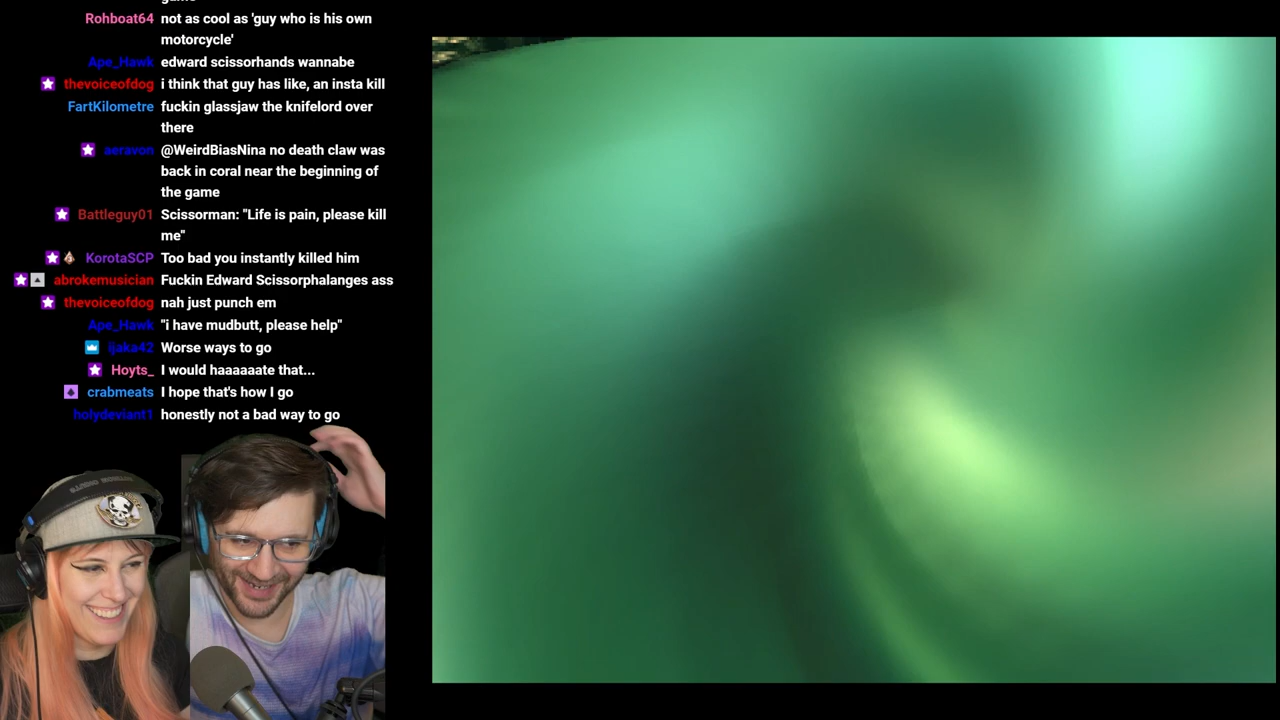 game
Rohboat64 not as cool as 'guy who is his own
motorcycle'
Ape_Hawk edward scissorhands wannabe
thevoiceofdog i think that guy has like, an insta kill
FartKilometre fuckin glassjaw the knifelord over
there
aeravon @WeirdBiasNina no death claw was
back in coral near the beginning of
the game
Battleguy01 Scissorman: "Life is pain, please kill
me"
KorotaSCP Too bad you instantly killed him
abrokemusician Fuckin Edward Scissorphalanges ass
thevoiceofdog nah just punch em
Ape_Hawk "i have mudbutt, please help"
ijaka42 Worse ways to go
Hoyts_ I would haaaaaate that...
crabmeats I hope that's how I go
holydeviant1 honestly not a bad way to go